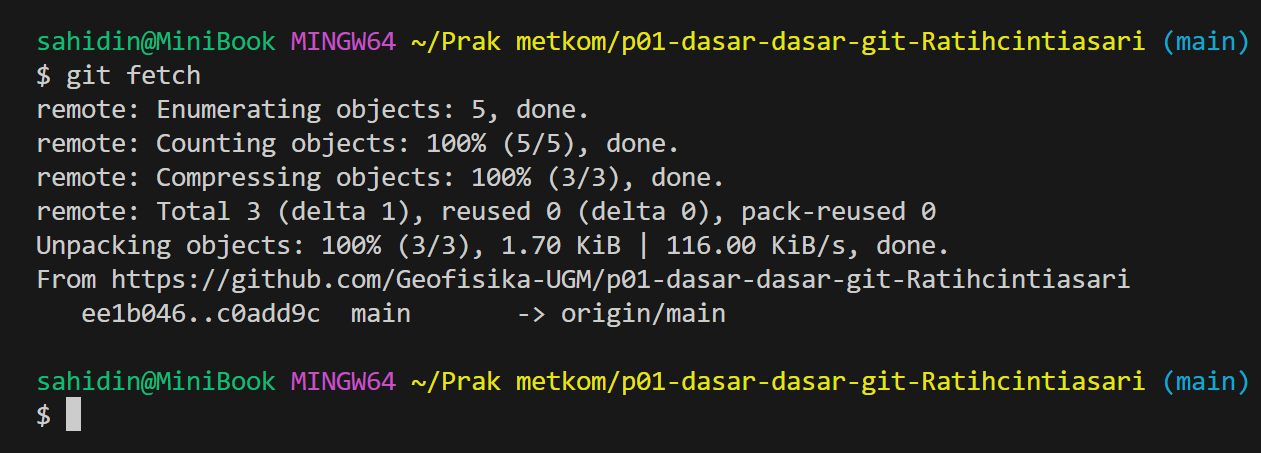 sahidin@MiniBook MINGW64 ~/Prak metkom/p01-dasar-dasar-git-Ratihcintiasari (main)
$ git fetch
remote: Enumerating objects: 5, done.
remote: Counting objects: 100% (5/5), done.
remote: Compressing objects: 100% (3/3), done.
remote: Total 3 (delta 1), reused 0 (delta 0), pack-reused 0
Unpacking objects: 100% (3/3), 1.70 KiB | 116.00 KiB/s, done.
From https://github.com/Geofisika-UGM/p01-dasar-dasar-git-Ratihcintiasari
   ee1b046..c0add9c  main       -> origin/main
sahidin@MiniBook MINGW64 ~/Prak metkom/p01-dasar-dasar-git-Ratihcintiasari (main)
$